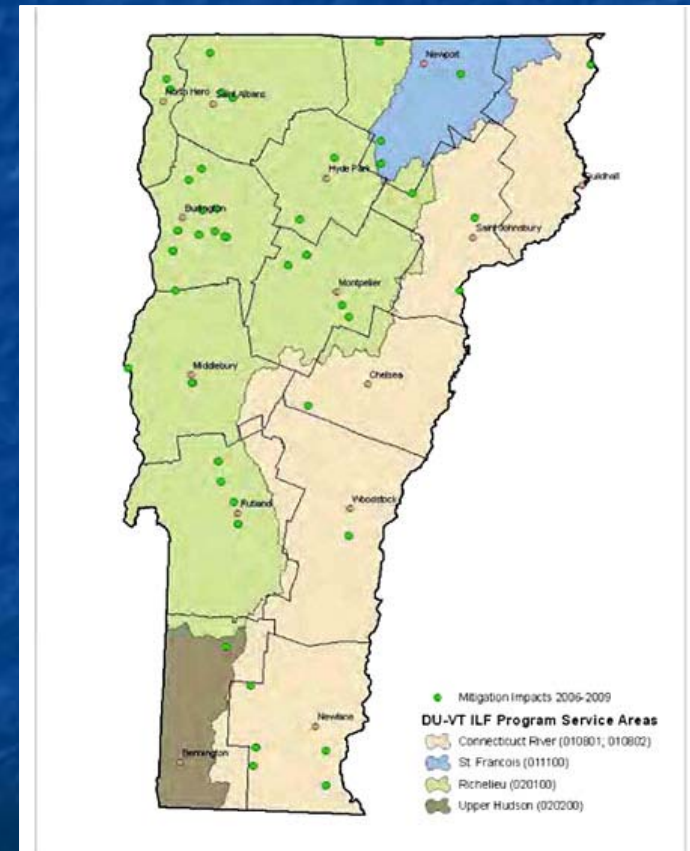 Newport
North Hero
Saint Albans
Hyde Park
Guildhall
Burlington
Saint Johnsbury
Montpelier
Middlebury
Chelsea
Rutland
Woodstock
Newfane
Bennington
Mitigation Impacts 2006-2009
DU-VT ILF Program Service Areas
Connecticuct River (010801; 010802)
St. Francois (011100)
Richelieu (020100)
Upper Hudson (020200)